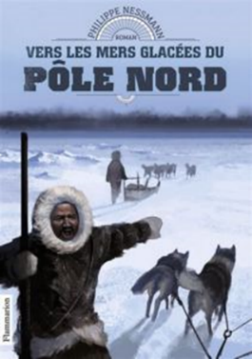 PHILIPPE NESSMANN
ROMAN
VERS LES MERS GLACÉES DU
PÔLE NORD
Flammarion